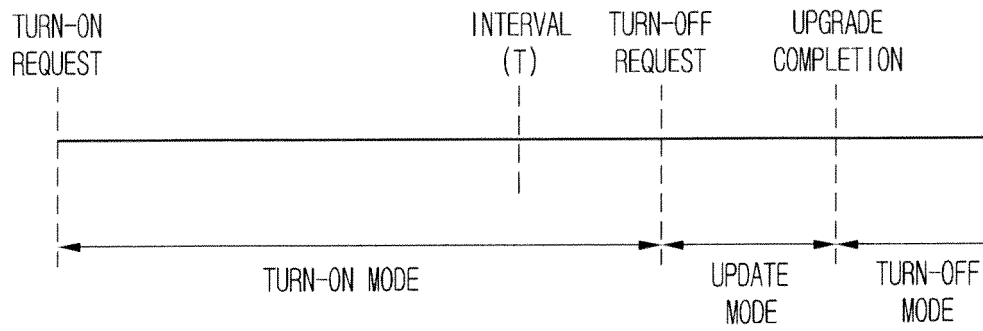 TURN-ON
REQUEST
INTERVAL
(T)
TURN-OFF
REQUEST
UPGRADE
COMPLETION
TURN-ON MODE
UPDATE
MODE
TURN-OFF
MODE